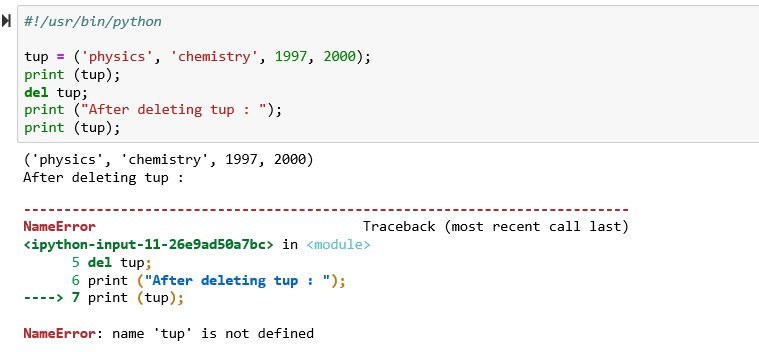 #!/usr/bin/python
tup = ('physics', 'chemistry', 1997, 2000);
print (tup);
del tup;
print ("After deleting tup : ");
print (tup);
('physics', 'chemistry', 1997, 2000)
After deleting tup :
---------------------------------------------------------------------------
NameError                                 Traceback (most recent call last)
<ipython-input-11-26e9ad50a7bc> in <module>
      5 del tup;
      6 print ("After deleting tup : ");
----> 7 print (tup);
NameError: name 'tup' is not defined